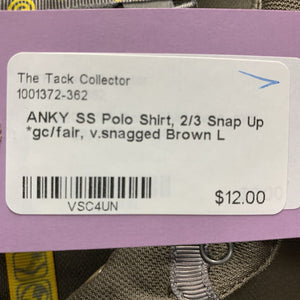 The Tack Collector
1001372-362
ANKY SS Polo Shirt, 2/3 Snap Up
*gc/fair, v.snagged Brown L
VSC4UN
$12.00